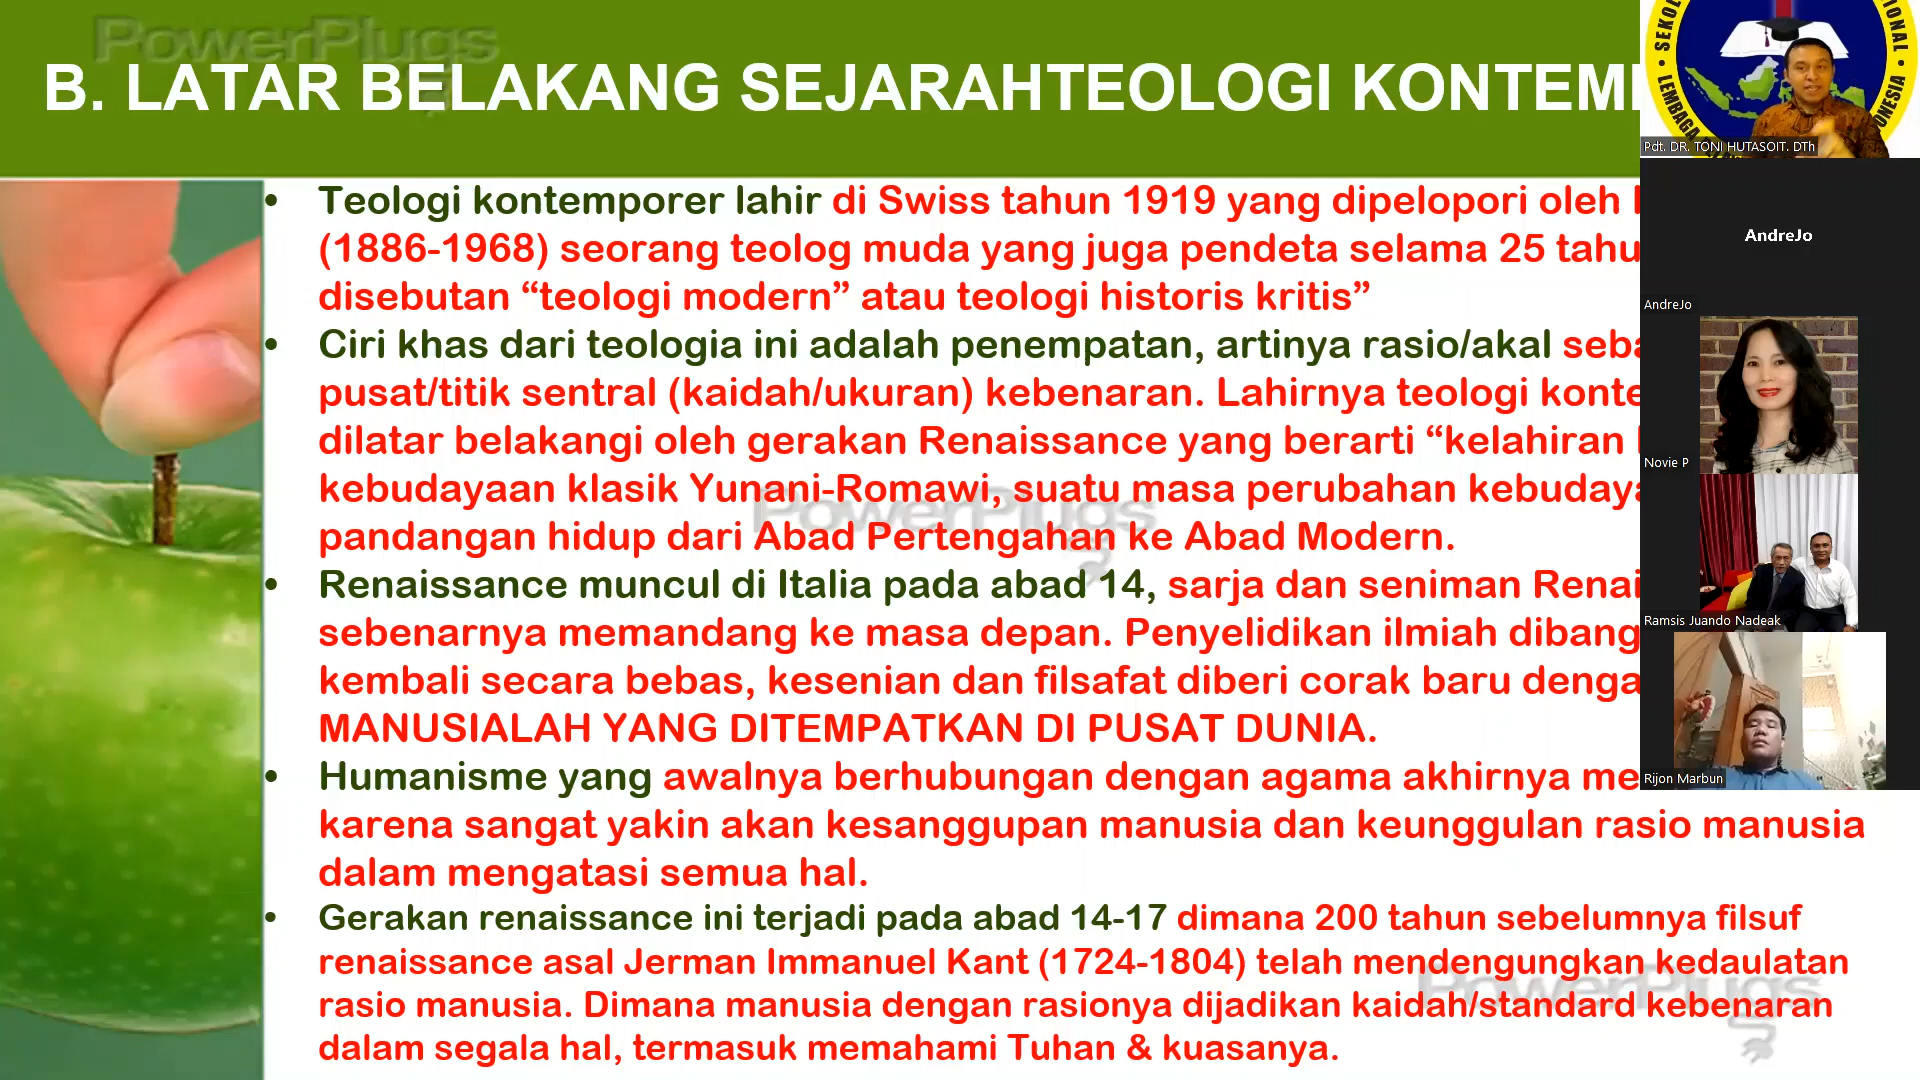 PowerPlugs
B. LATAR BELAKANG SEJARAHTEOLOGI KONTEM
• Teologi kontemporer lahir di Swiss tahun 1919 yang dipelopori oleh
(1886-1968) seorang teolog muda yang juga pendeta selama 25 tahu
disebutan “teologi modern” atau teologi historis kritis”
• Ciri khas dari teologia ini adalah penempatan, artinya rasio/akal seba
pusat/titik sentral (kaidah/ukuran) kebenaran. Lahirnya teologi konte
dilatar belakangi oleh gerakan Renaissance yang berarti “kelahiran
kebudayaan klasik Yunani-Romawi, suatu masa perubahan kebudaya
pandangan hidup dari Abad Pertengahan ke Abad Modern.
• Renaissance muncul di Italia pada abad 14, sarja dan seniman Renai
sebenarnya memandang ke masa depan. Penyelidikan ilmiah dibang
kembali secara bebas, kesenian dan filsafat diberi corak baru denga
MANUSIALAH YANG DITEMPATKAN DI PUSAT DUNIA.
• Humanisme yang awalnya berhubungan dengan agama akhirnya me
karena sangat yakin akan kesanggupan manusia dan keunggulan rasio manusia
dalam mengatasi semua hal.
• Gerakan renaissance ini terjadi pada abad 14-17 dimana 200 tahun sebelumnya filsuf
renaissance asal Jerman Immanuel Kant (1724-1804) telah mendengungkan kedaulatan
rasio manusia. Dimana manusia dengan rasionya dijadikan kaidah/standard kebenaran
dalam segala hal, termasuk memahami Tuhan & kuasanya.
PowerPlugs
PowerPlugs
SEKOL
IONAL
LEMBAGA
ONESIA
Pdt. DR. TONI HUTASOIT. DTh
AndreJo
AndreJo
Novie P
Ramsis Juando Nadeak
Rijon Marbun